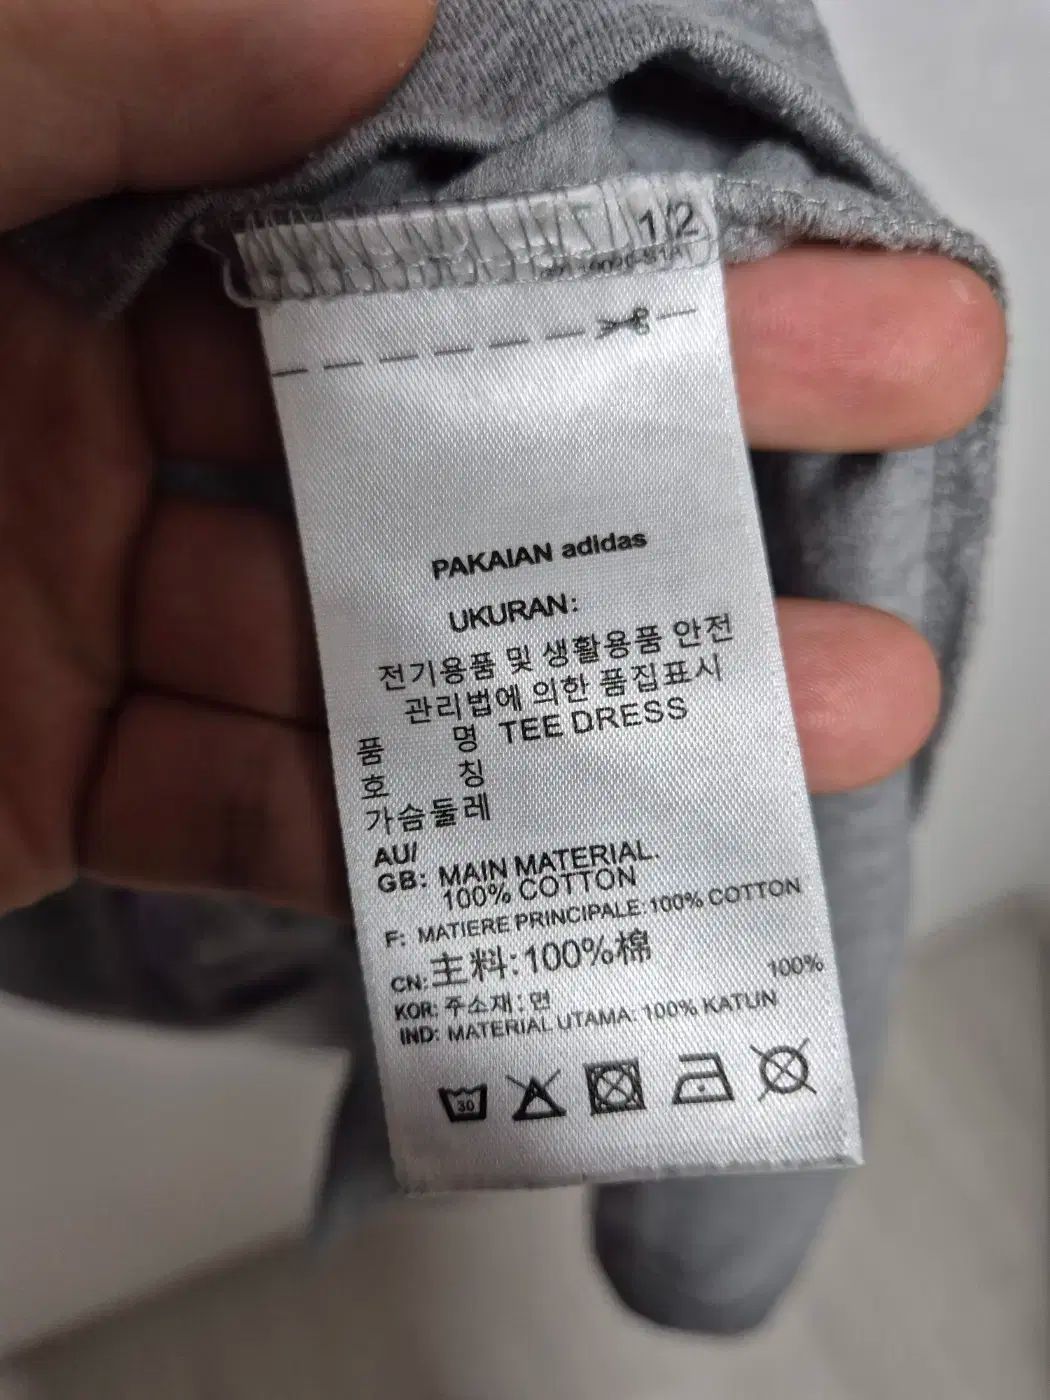 1/2
PAKAIAN adidas
UKURAN:
전기용품 및 생활용품 안전
관리법에 의한 품집표시
품 명 TEE DRESS
호 칭
가슴둘레
AU/
GB: MAIN MATERIAL.
100% COTTON
F: MATIERE PRINCIPALE:100% COTTON
CN:主料:100%棉
KOR: 주소재: 면 100%
IND: MATERIAL UTAMA: 100% KATUN
30